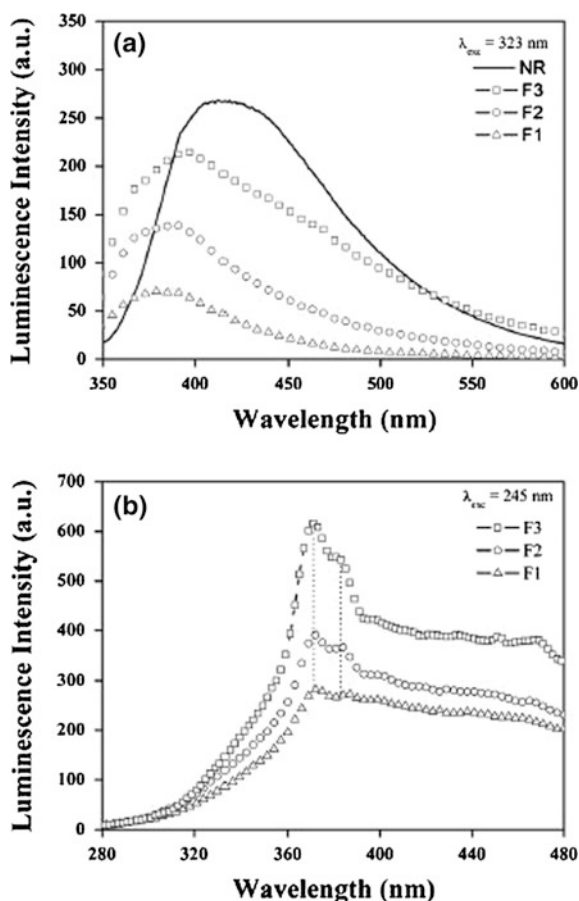 (a)
λexc = 323 nm
NR
F3
F2
F1
Luminescence Intensity (a.u.)
350
300
250
200
150
100
50
0
350 400 450 500 550 600
Wavelength (nm)
(b)
λexc = 245 nm
F3
F2
F1
Luminescence Intensity (a.u.)
700
600
500
400
300
200
100
0
280 320 360 400 440 480
Wavelength (nm)